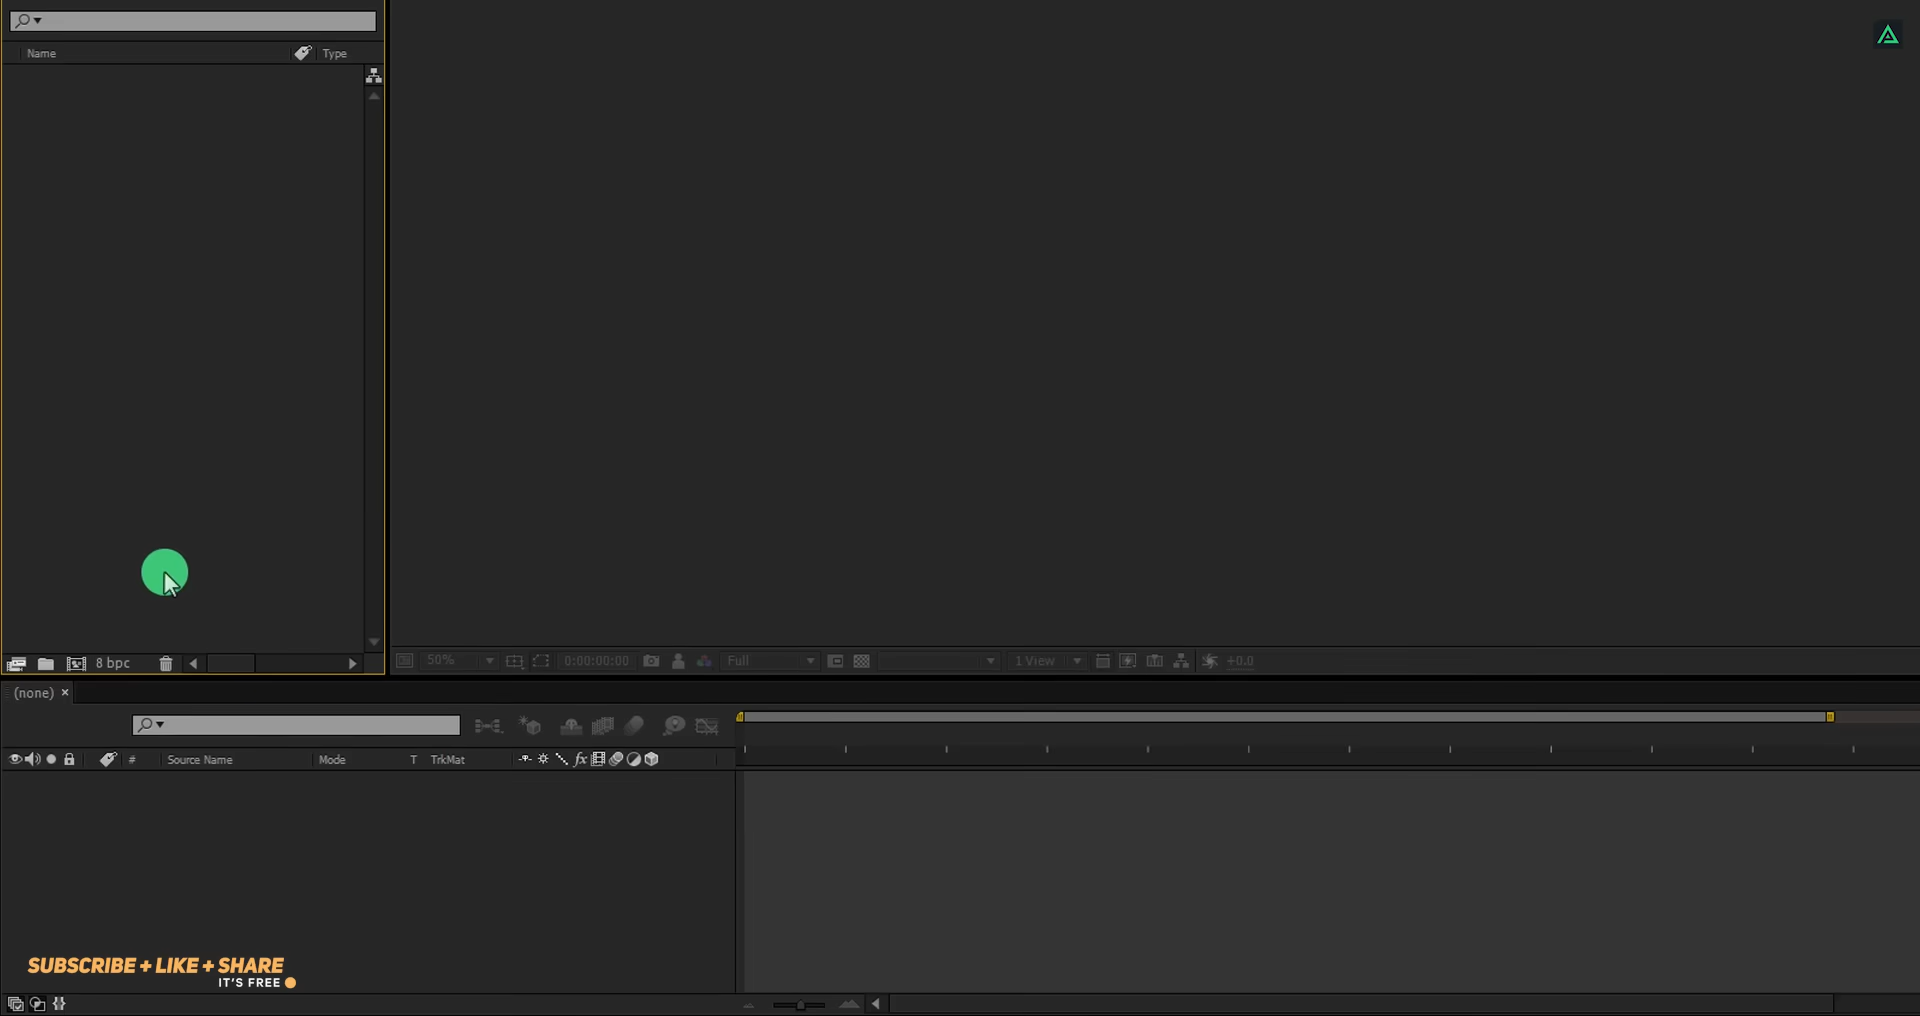 Name Type
8 bpc
50% 0:00:00:00 Full 1 View +0.0
(none) ×
# Source Name Mode T TrkMat fx
SUBSCRIBE + LIKE + SHARE
IT'S FREE